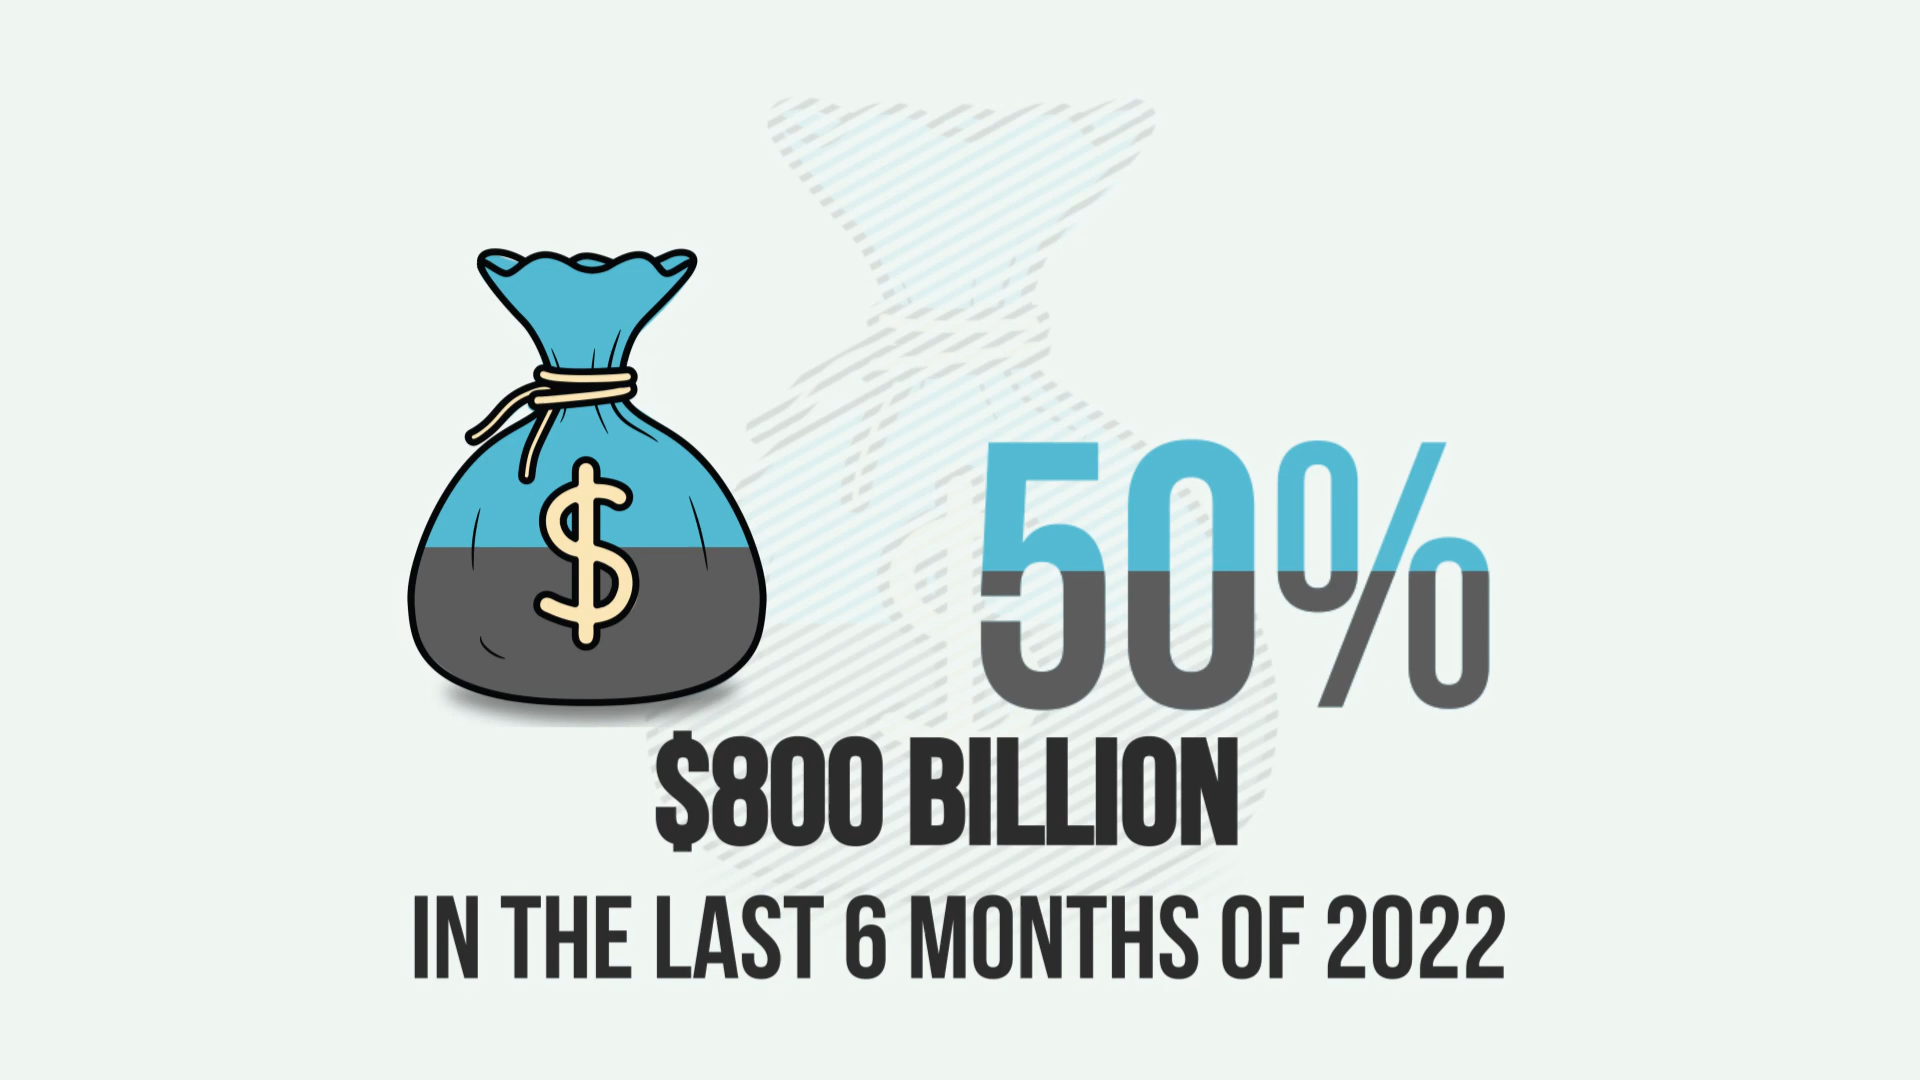 $
50%
$800 BILLION
IN THE LAST 6 MONTHS OF 2022